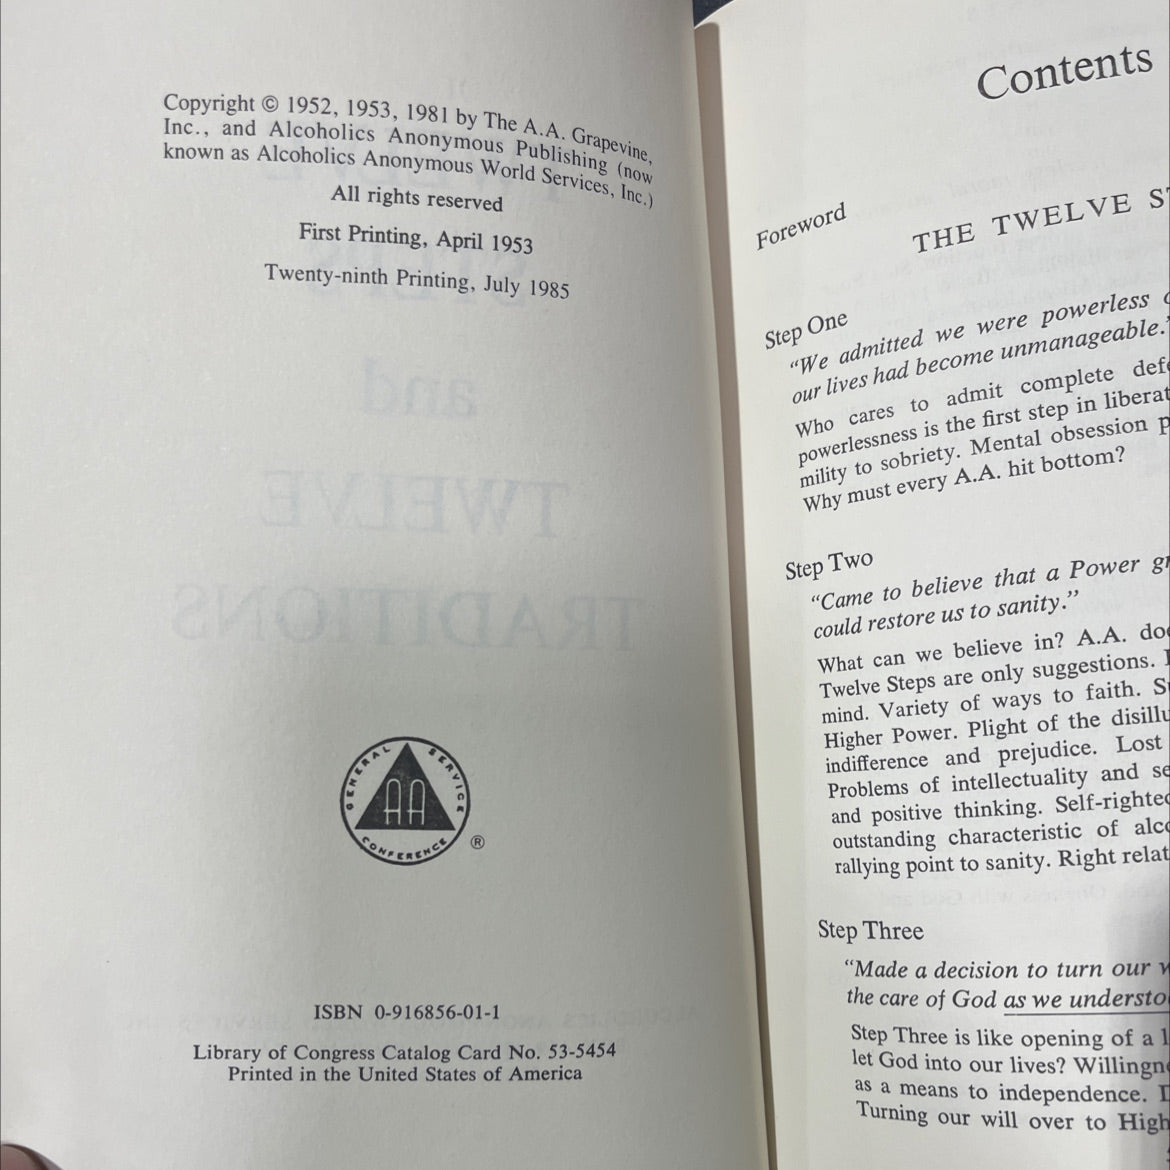 Copyright © 1952, 1953, 1981 by The A.A. Grapevine,
Inc., and Alcoholics Anonymous Publishing (now
known as Alcoholics Anonymous World Services, Inc.)
All rights reserved
First Printing, April 1953
Twenty-ninth Printing, July 1985
TWELVE
STEPS
and
TWELVE
TRADITIONS
GENERAL SERVICE
AA
CONFERENCE
®
ISBN 0-916856-01-1
Library of Congress Catalog Card No. 53-5454
Printed in the United States of America
Contents
Foreword
THE TWELVE
Step One
“We admitted we were powerless
our lives had become unmanageable.”
Who cares to admit complete
powerlessness is the first step in
mility to sobriety. Mental obsession
Why must every A.A. hit bottom?
Step Two
“Came to believe that a Power
could restore us to sanity.”
What can we believe in? A.A.
Twelve Steps are only suggestions.
mind. Variety of ways to faith.
Higher Power. Plight of the
indifference and prejudice. Lost
Problems of intellectuality and
and positive thinking.
outstanding characteristic of
rallying point to sanity. Right
Step Three
“Made a decision to turn our
the care of God as we
Step Three is like opening of a
let God into our lives?
as a means to independence.
Turning our will over to